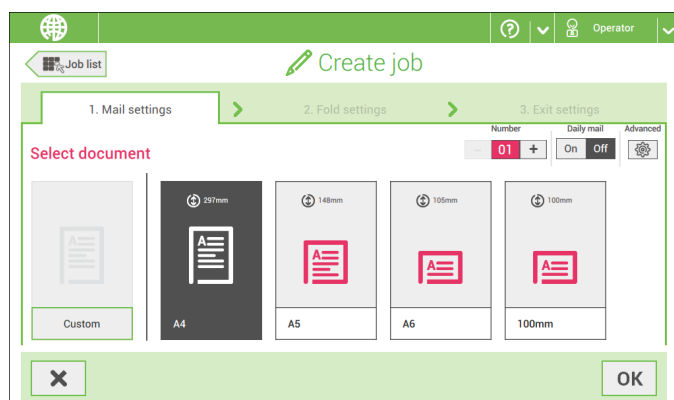 Operator
Job list
Create job
1. Mail settings
2. Fold settings
3. Exit settings
Select document
Number
01 +
Daily mail
On Off
Advanced
Custom
297mm
A4
148mm
A5
105mm
A6
100mm
100mm
OK